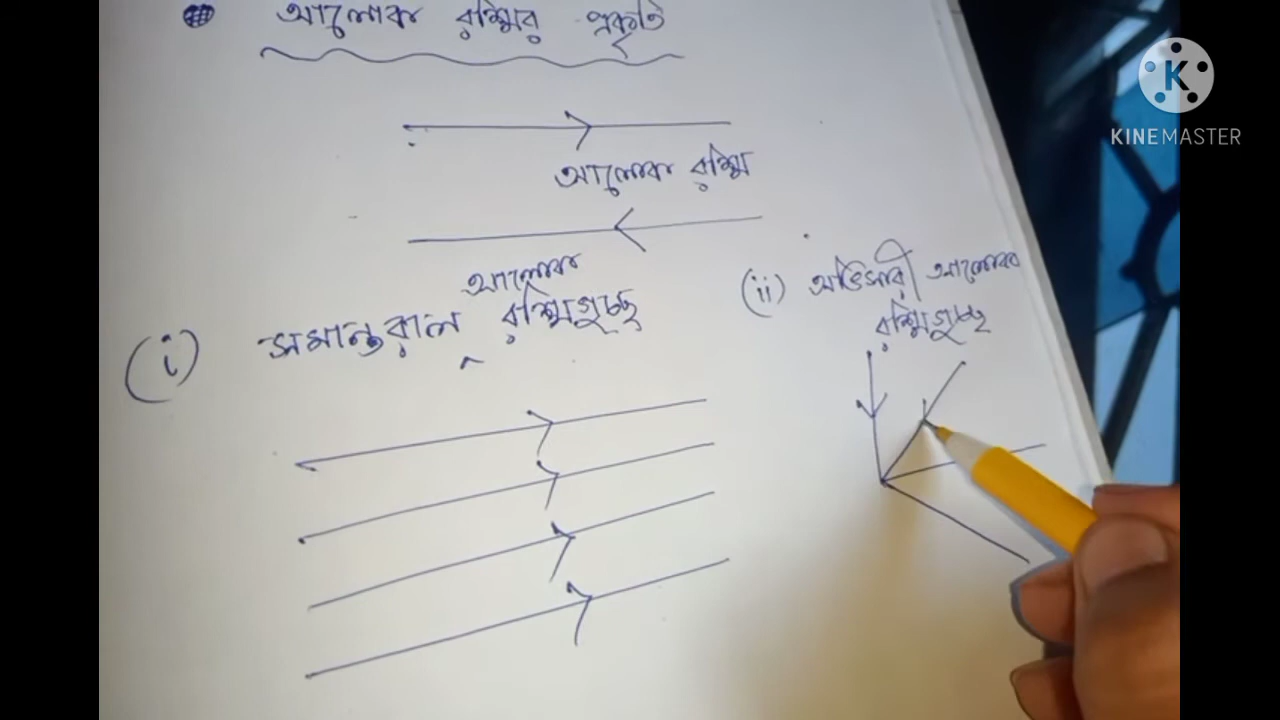 আলোক রশ্মির প্রকৃতি
আলোক রশ্মি
আলোক
(i) সমান্তরাল রশ্মিগুচ্ছ
(ii) অভিসারী আলোক
রশ্মিগুচ্ছ
K
KINEMASTER